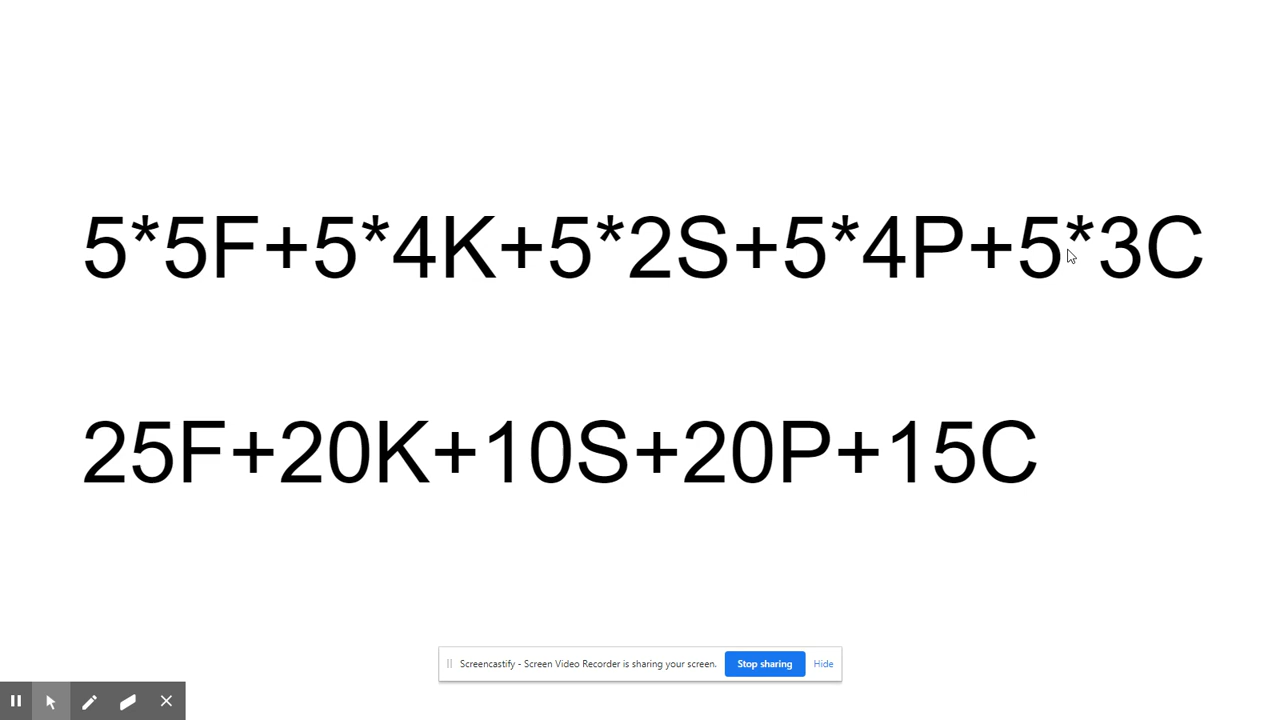 5*5F+5*4K+5*2S+5*4P+5*3C
25F+20K+10S+20P+15C
Screencastify - Screen Video Recorder is sharing your screen. Stop sharing Hide